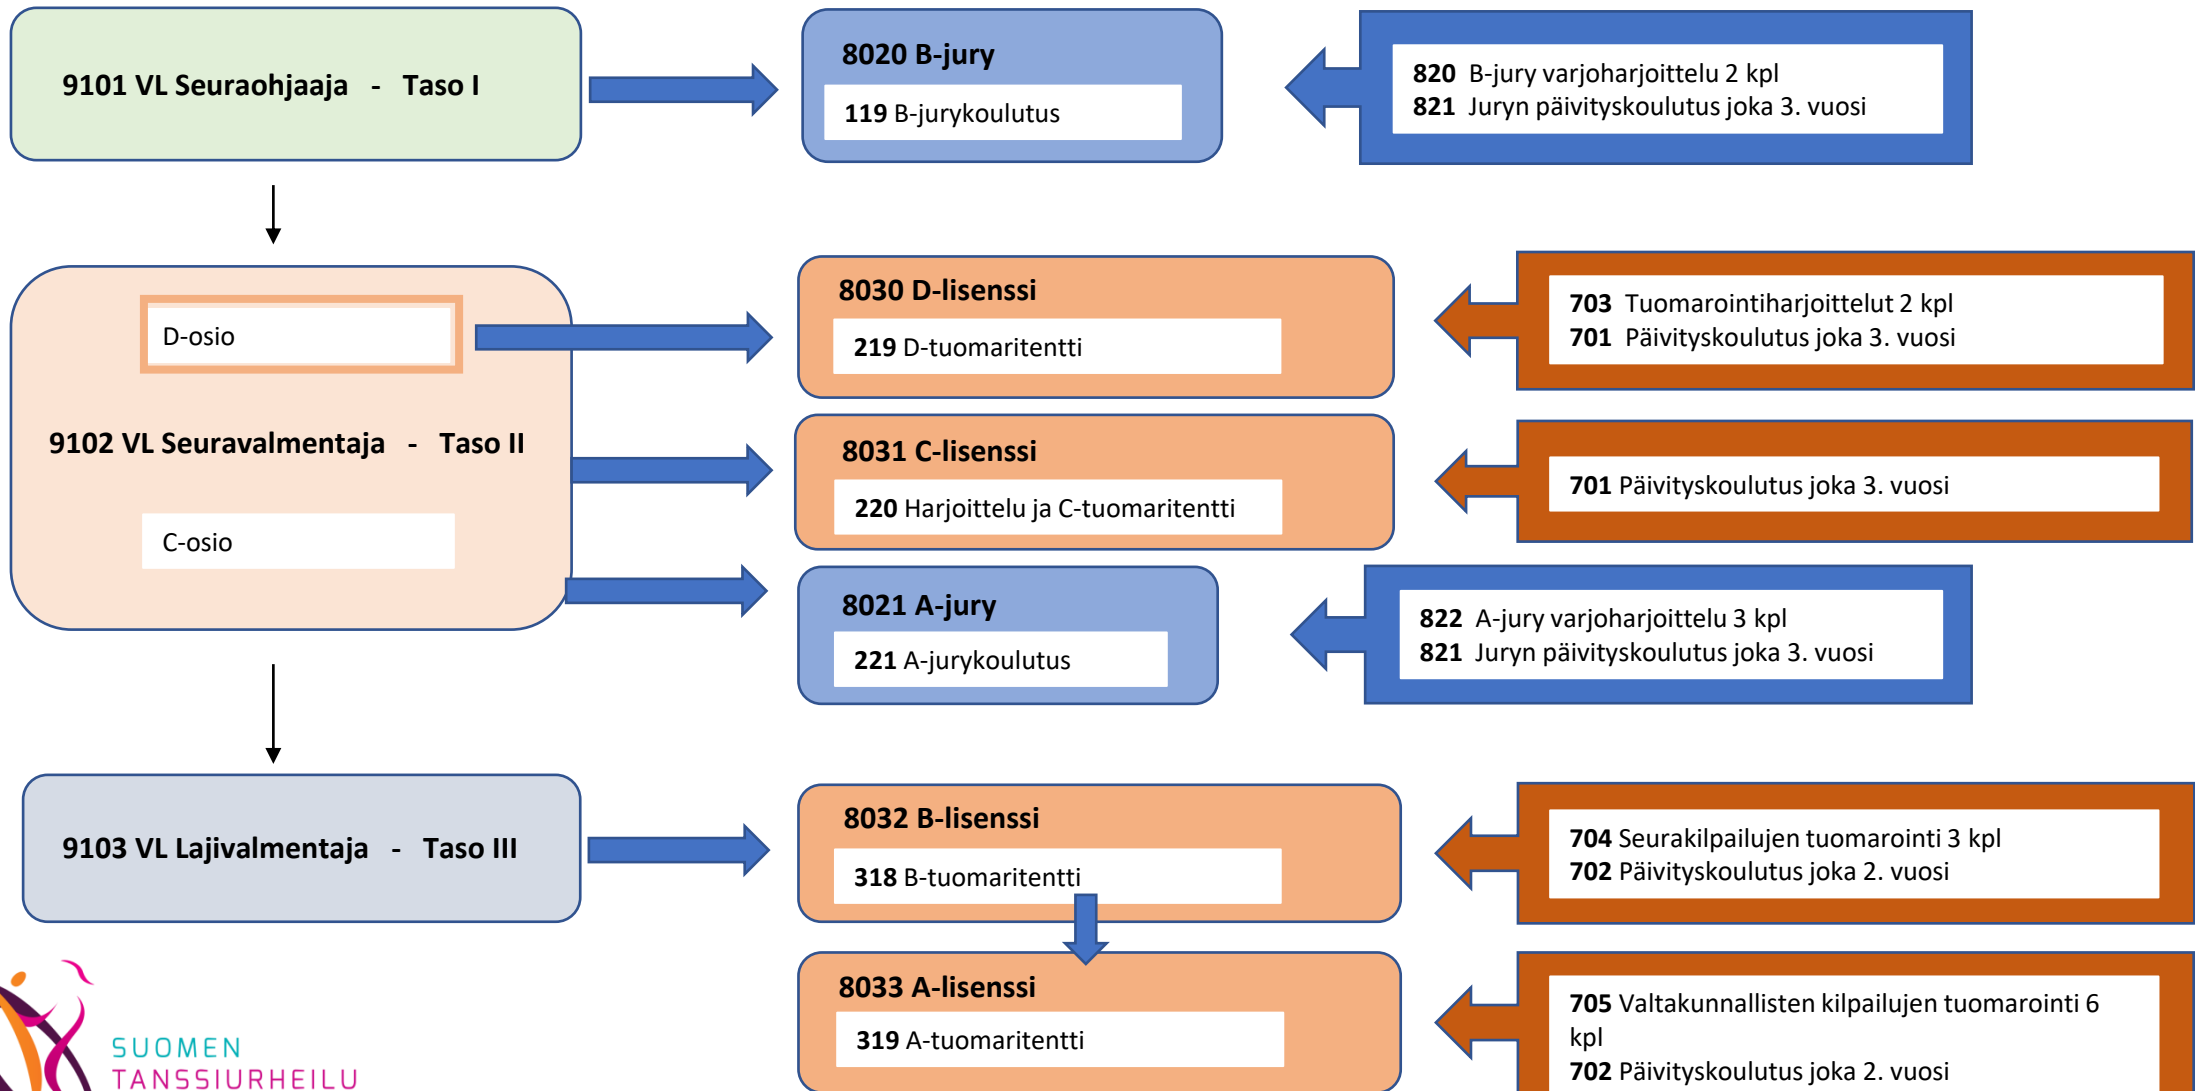 9101 VL Seuraohjaaja - Taso I
8020 B-jury
119 B-jurykoulutus
820 B-jury varjoharjoittelu 2 kpl
821 Juryn päivityskoulutus joka 3. vuosi
D-osio
9102 VL Seuravalmentaja - Taso II
C-osio
8030 D-lisenssi
219 D-tuomaritentti
703 Tuomarointiharjoittelut 2 kpl
701 Päivityskoulutus joka 3. vuosi
8031 C-lisenssi
220 Harjoittelu ja C-tuomaritentti
701 Päivityskoulutus joka 3. vuosi
8021 A-jury
221 A-jurykoulutus
822 A-jury varjoharjoittelu 3 kpl
821 Juryn päivityskoulutus joka 3. vuosi
9103 VL Lajivalmentaja - Taso III
8032 B-lisenssi
318 B-tuomaritentti
704 Seurakilpailujen tuomarointi 3 kpl
702 Päivityskoulutus joka 2. vuosi
8033 A-lisenssi
319 A-tuomaritentti
705 Valtakunnallisten kilpailujen tuomarointi 6
kpl
702 Päivityskoulutus joka 2. vuosi
SUOMEN
TANSSIURHEILU